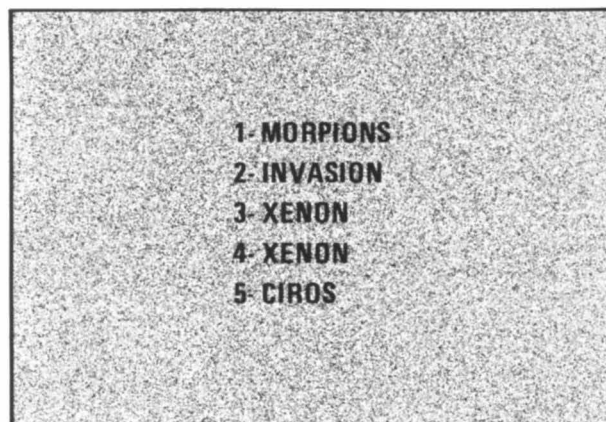 1- MORPIONS
2- INVASION
3- XENON
4- XENON
5- CIROS